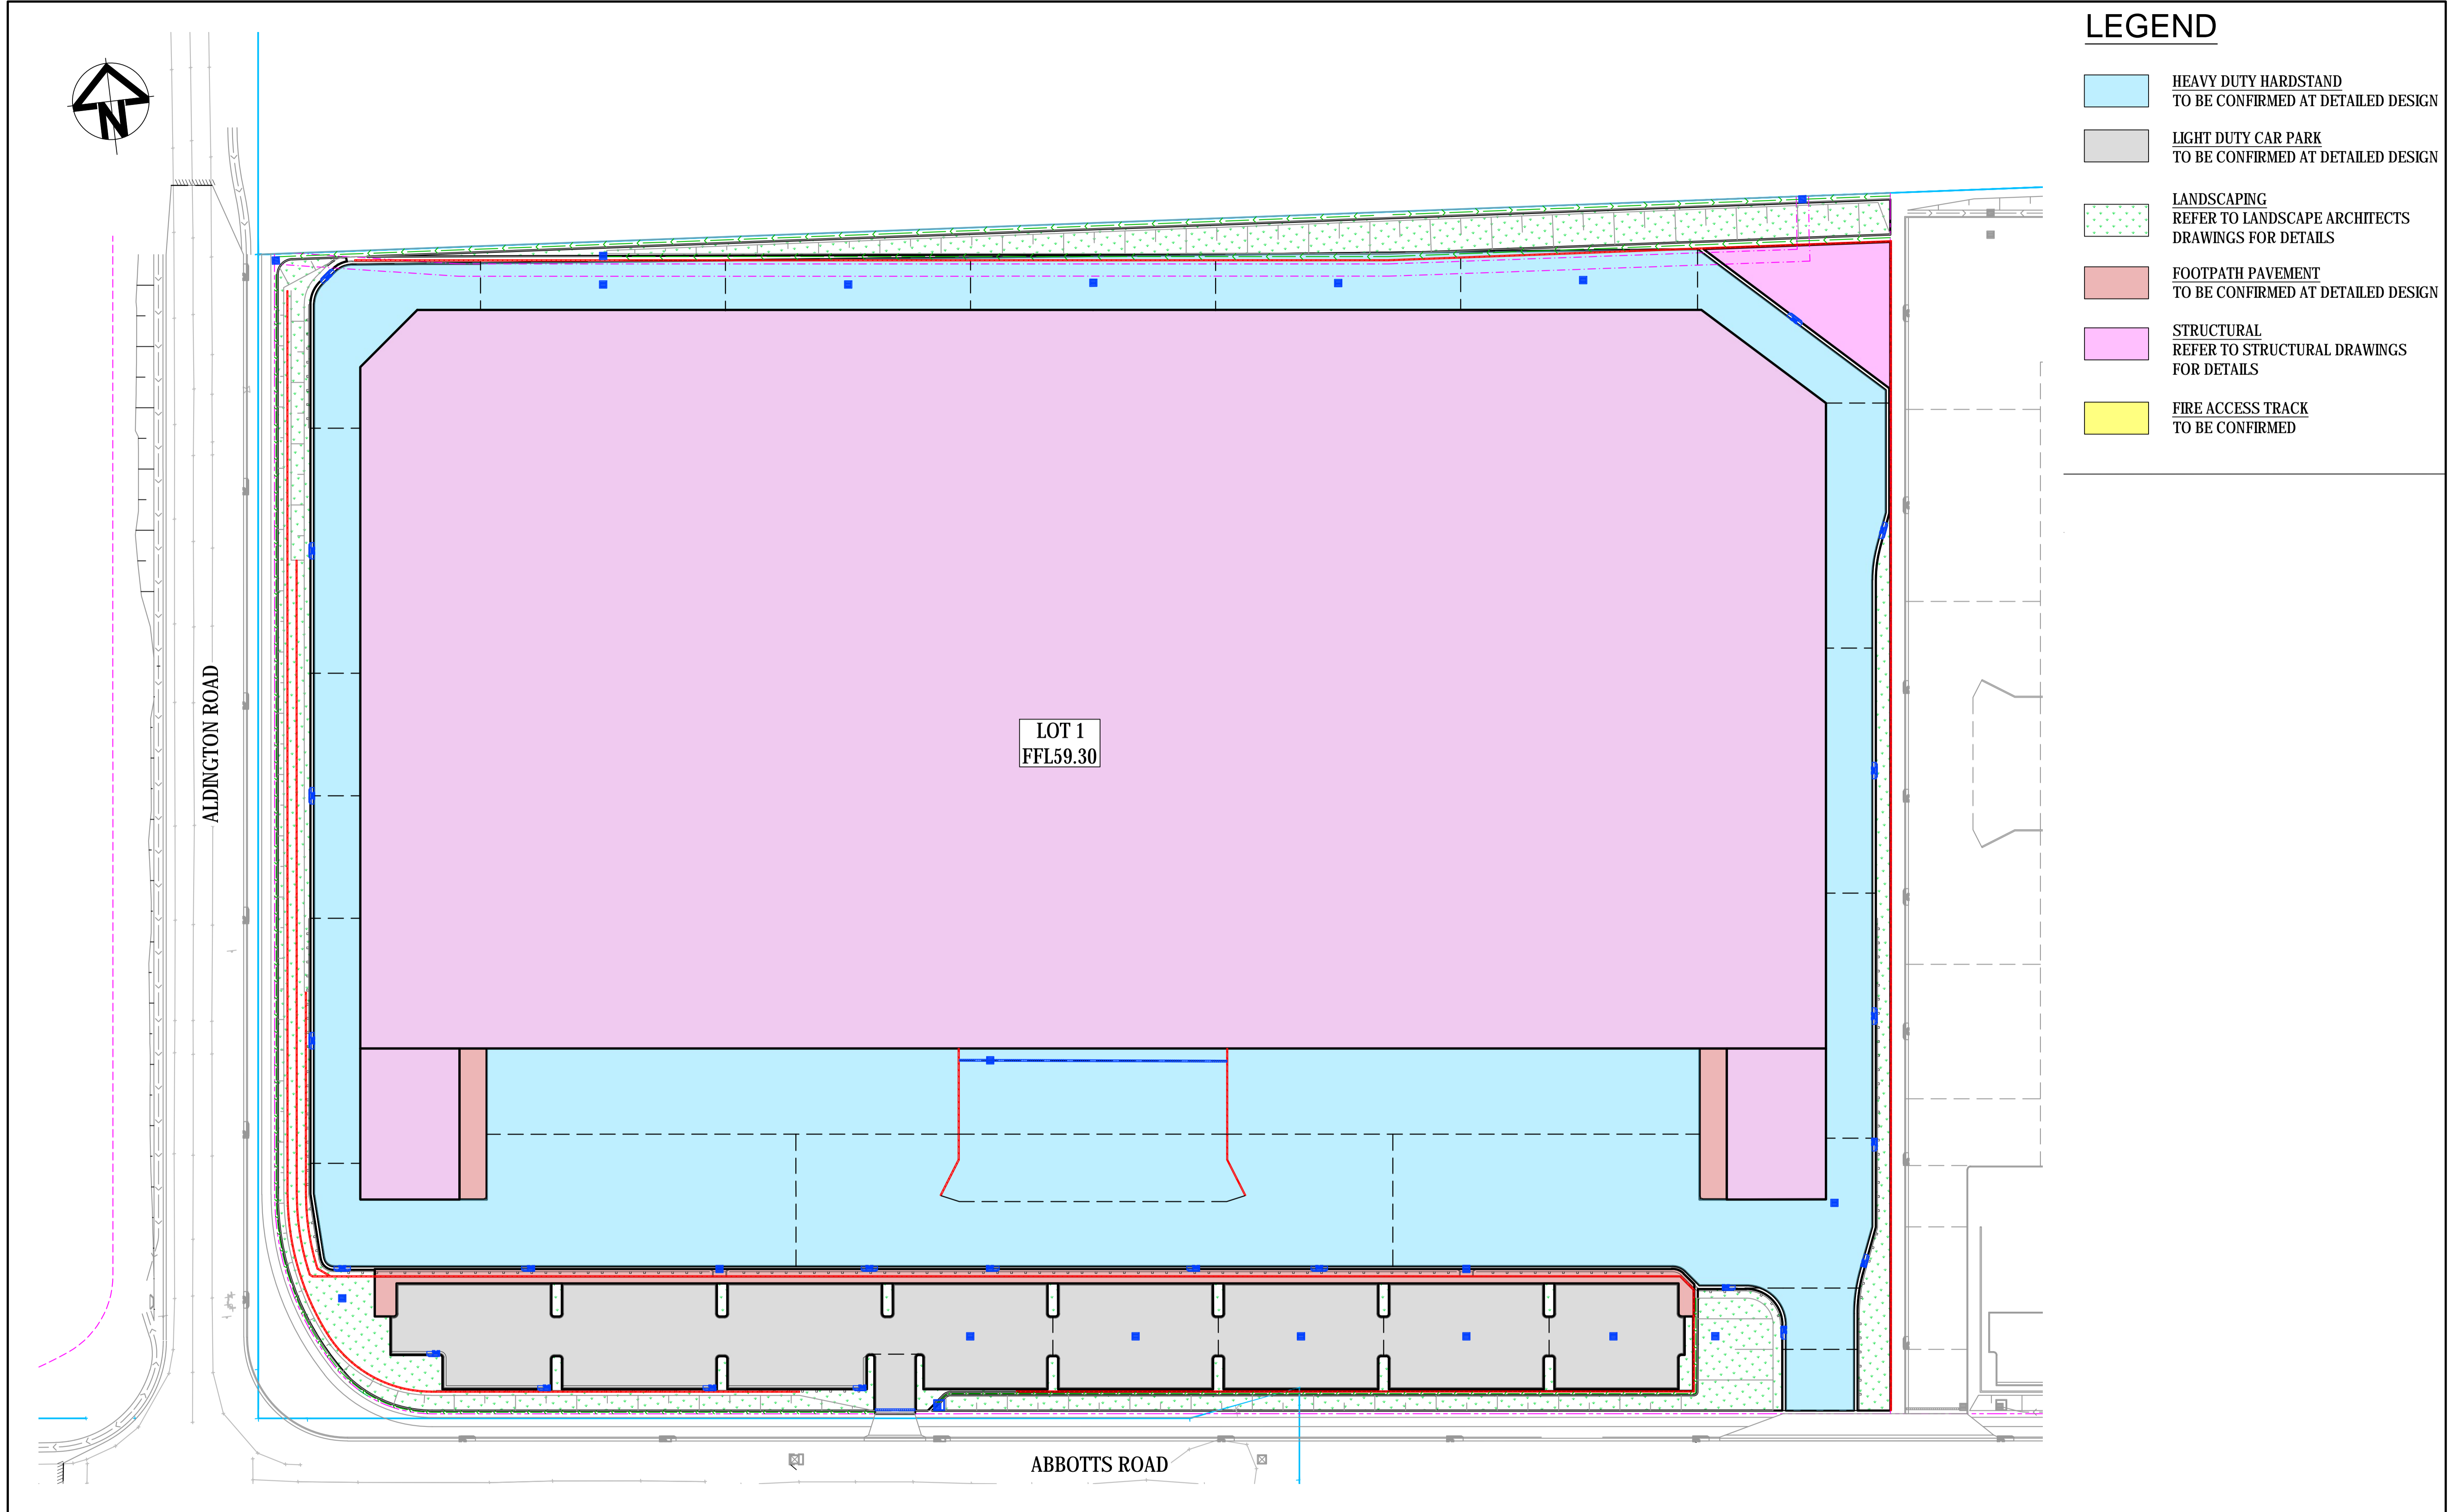 N
LEGEND
HEAVY DUTY HARDSTAND
TO BE CONFIRMED AT DETAILED DESIGN
LIGHT DUTY CAR PARK
TO BE CONFIRMED AT DETAILED DESIGN
LANDSCAPING
REFER TO LANDSCAPE ARCHITECTS
DRAWINGS FOR DETAILS
FOOTPATH PAVEMENT
TO BE CONFIRMED AT DETAILED DESIGN
STRUCTURAL
REFER TO STRUCTURAL DRAWINGS
FOR DETAILS
FIRE ACCESS TRACK
TO BE CONFIRMED
ALDINGTON ROAD
LOT 1
FFL59.30
ABBOTTS ROAD